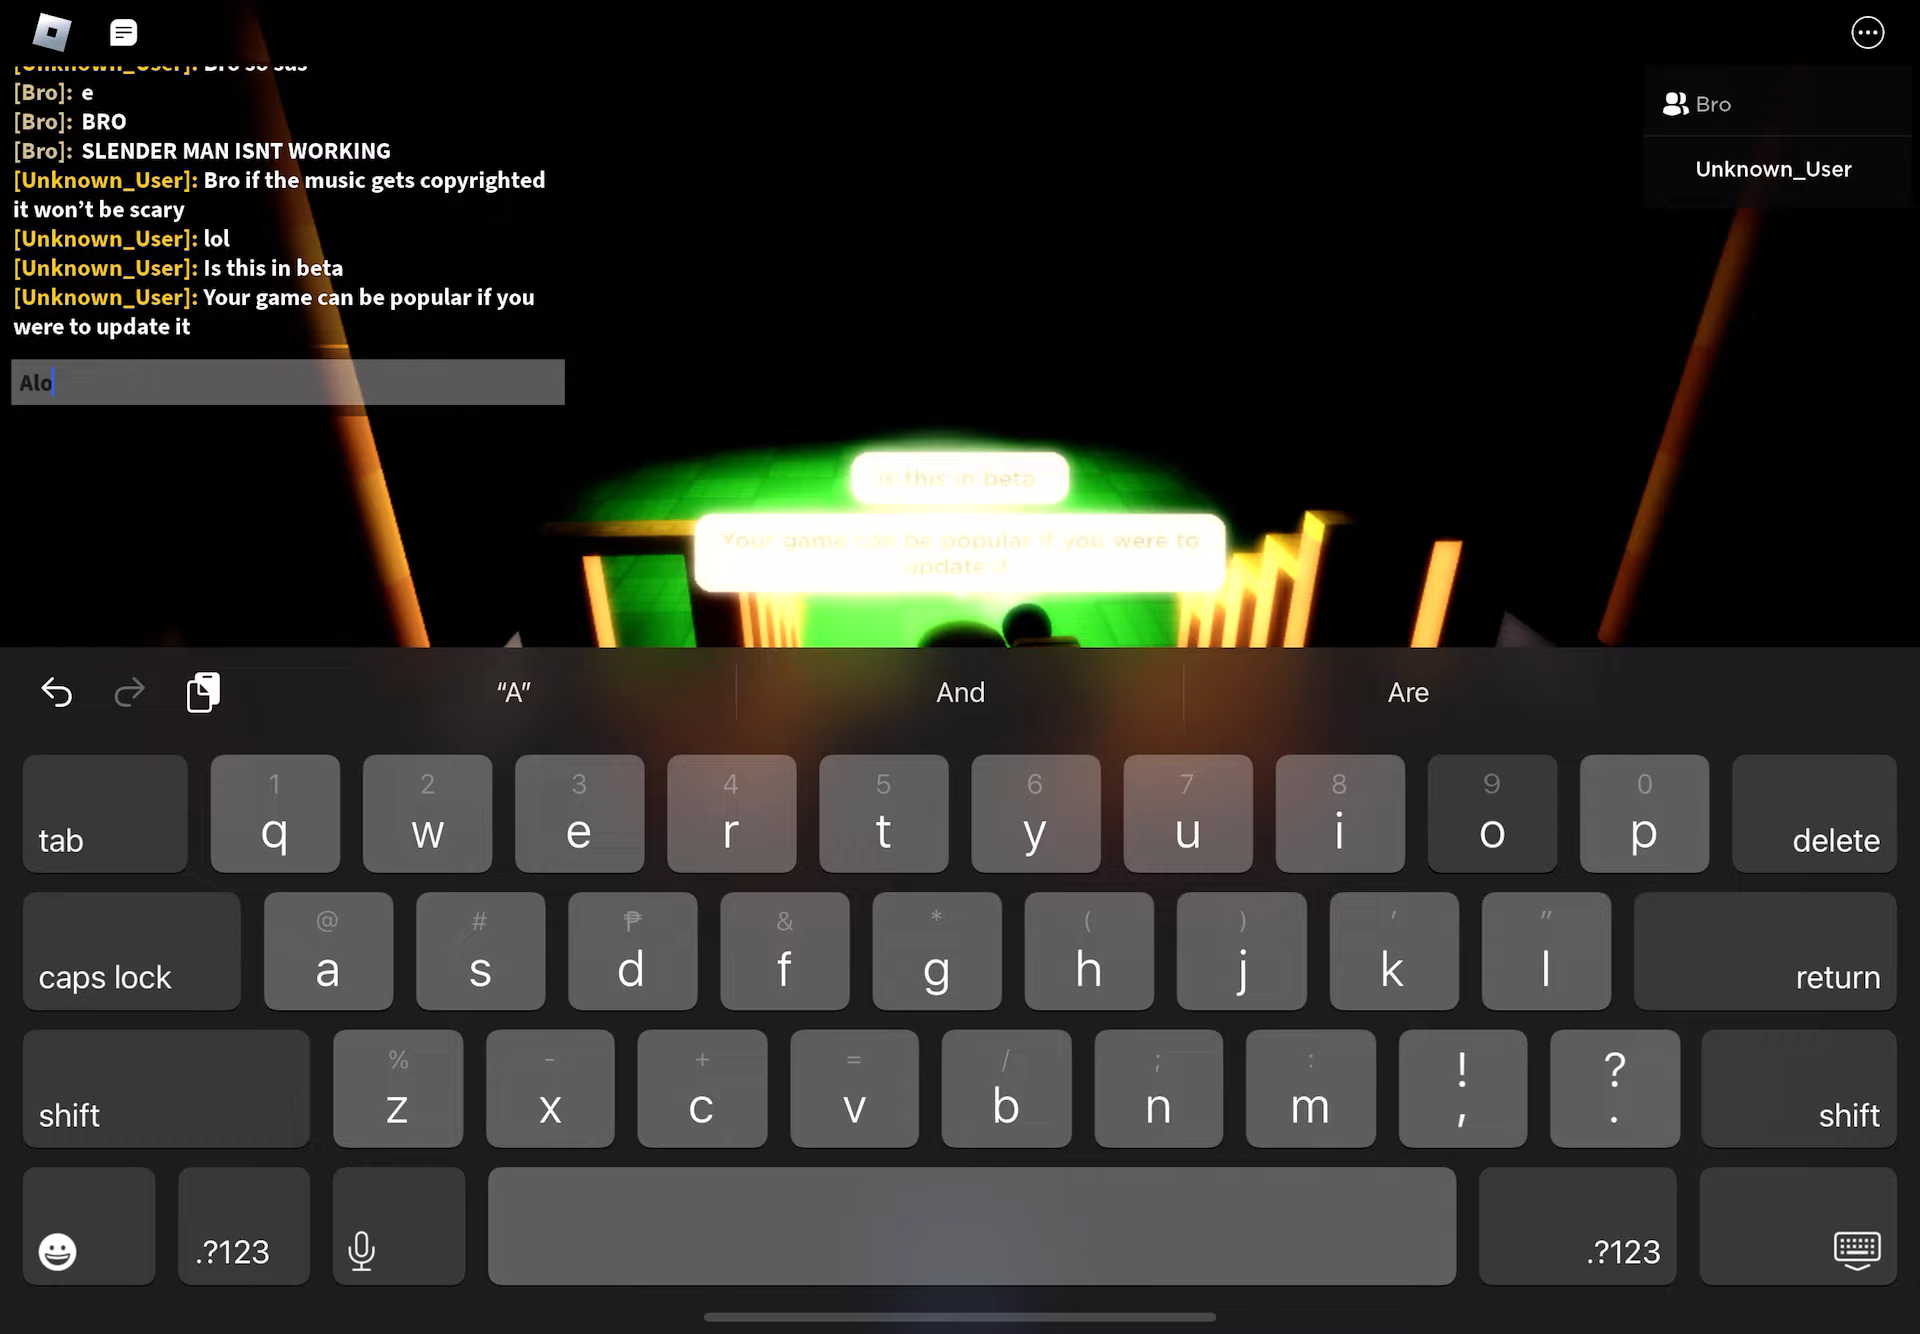 [Unknown_User]: Bro so sus
[Bro]: e
[Bro]: BRO
[Bro]: SLENDER MAN ISNT WORKING
[Unknown_User]: Bro if the music gets copyrighted
it won’t be scary
[Unknown_User]: lol
[Unknown_User]: Is this in beta
[Unknown_User]: Your game can be popular if you
were to update it
Alo
Bro
Unknown_User
Is this in beta
Your game can be popular if you were to
update it
“A” And Are
1 2 3 4 5 6 7 8 9 0
tab q w e r t y u i o p delete
@ # ₱ & * ( ) ' "
caps lock a s d f g h j k l return
% - + = / ; : ! ?
shift z x c v b n m , . shift
.?123 .?123